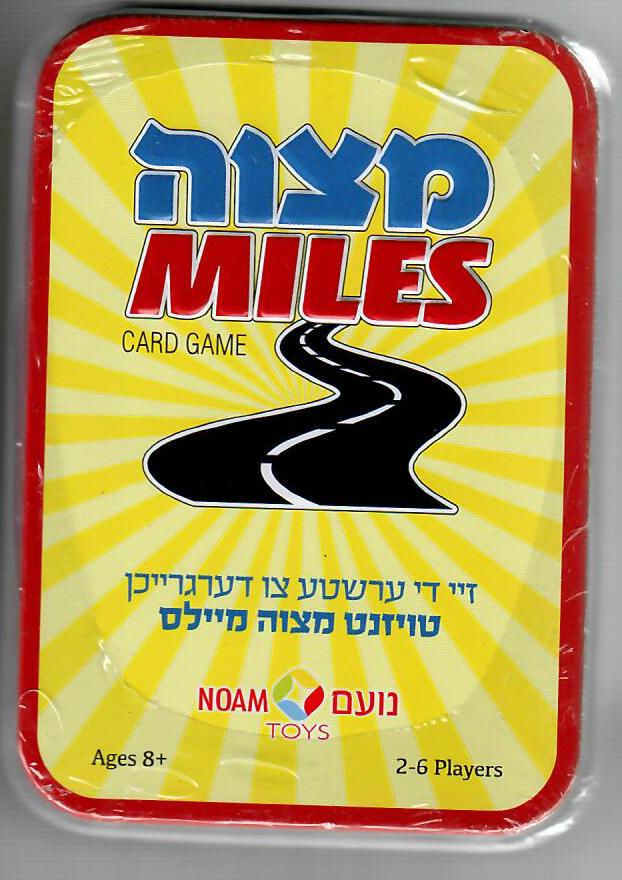 מצוה
MILES
CARD GAME
זיי די ערשטע צו דערגרייכן
טויזנט מצוה מיילס
NOAM נועם
TOYS
Ages 8+
2-6 Players